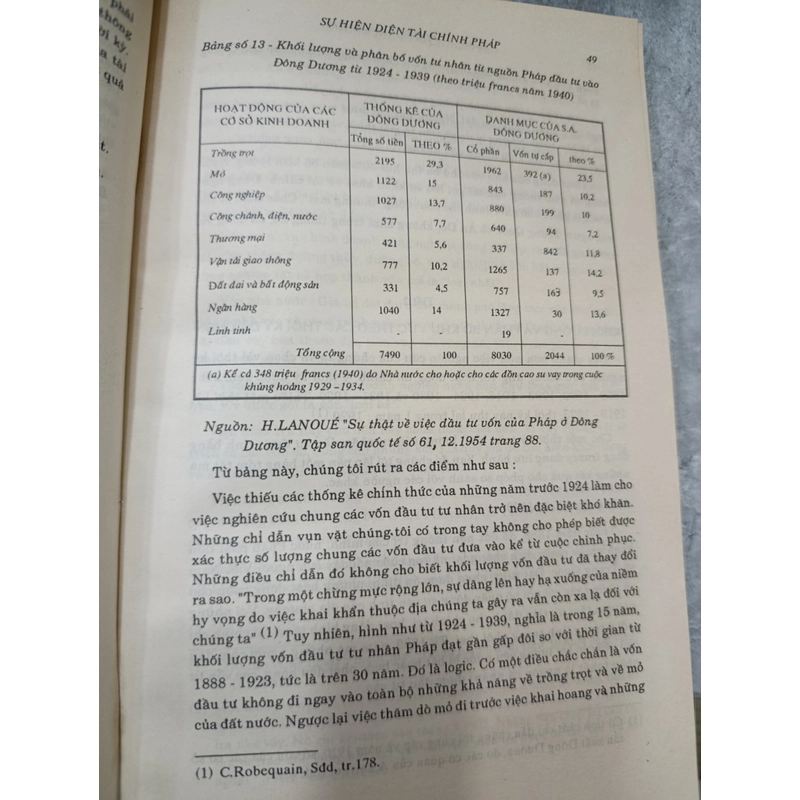 phải
thông
ời kỳ.
a tài
quá
t.
SỰ HIỆN DIỆN TÀI CHÍNH PHÁP
49
Bảng số 13 - Khối lượng và phân bố vốn tư nhân từ nguồn Pháp đầu tư vào
Đông Dương từ 1924 - 1939 (theo triệu francs năm 1940)
HOẠT ĐỘNG CỦA CÁC CƠ SỞ KINH DOANH | THỐNG KÊ CỦA ĐÔNG DƯƠNG | DANH MỤC CỦA S.A. ĐÔNG DƯƠNG
Tổng số tiền | THEO % | Cổ phần | Vốn tự cấp | theo %
Trồng trọt 2195 29,3 1962 392 (a) 23,5
Mỏ 1122 15 843 187 10,2
Công nghiệp 1027 13,7 880 199 10
Công chánh, điện, nước 577 7,7 640 94 7,2
Thương mại 421 5,6 337 842 11,8
Vận tải giao thông 777 10,2 1265 137 14,2
Đất đai và bất động sản 331 4,5 757 163 9,5
Ngân hàng 1040 14 1327 30 13,6
Linh tinh - - 19 -
Tổng cộng 7490 100 8030 2044 100 %
(a) Kể cả 348 triệu francs (1940) do Nhà nước cho hoặc cho các đồn cao su vay trong cuộc
khủng hoảng 1929 – 1934.
Nguồn: H.LANOUÉ "Sự thật về việc đầu tư vốn của Pháp ở Đông
Dương". Tập san quốc tế số 61, 12.1954 trang 88.
Từ bảng này, chúng tôi rút ra các điểm như sau :
Việc thiếu các thống kê chính thức của những năm trước 1924 làm cho
việc nghiên cứu chung các vốn đầu tư tư nhân trở nên đặc biệt khó khăn.
Những chỉ dẫn vụn vặt chúng.tôi có trong tay không cho phép biết được
xác thực số lượng chung các vốn đầu tư đưa vào kể từ cuộc chinh phục.
Những điều chỉ dẫn đó không cho biết khối lượng vốn đầu tư đã thay đổi
ra sao. "Trong một chừng mực rộng lớn, sự dâng lên hay hạ xuống của niềm
hy vọng do việc khai khẩn thuộc địa chúng ta gây ra vẫn còn xa lạ đối với
chúng ta" (1) Tuy nhiên, hình như từ 1924 - 1939, nghĩa là trong 15 năm,
khối lượng vốn đầu tư tư nhân Pháp đạt gần gấp đôi so với thời gian từ
1888 - 1923, tức là trên 30 năm. Đó là logic. Có một điều chắc chắn là vốn
đầu tư không đi ngay vào toàn bộ những khả năng về trồng trọt và về mỏ
của đất nước. Ngược lại việc thăm dò mỏ đi trước việc khai hoang và những
(1) C.Robequain, Sđd, tr.178.